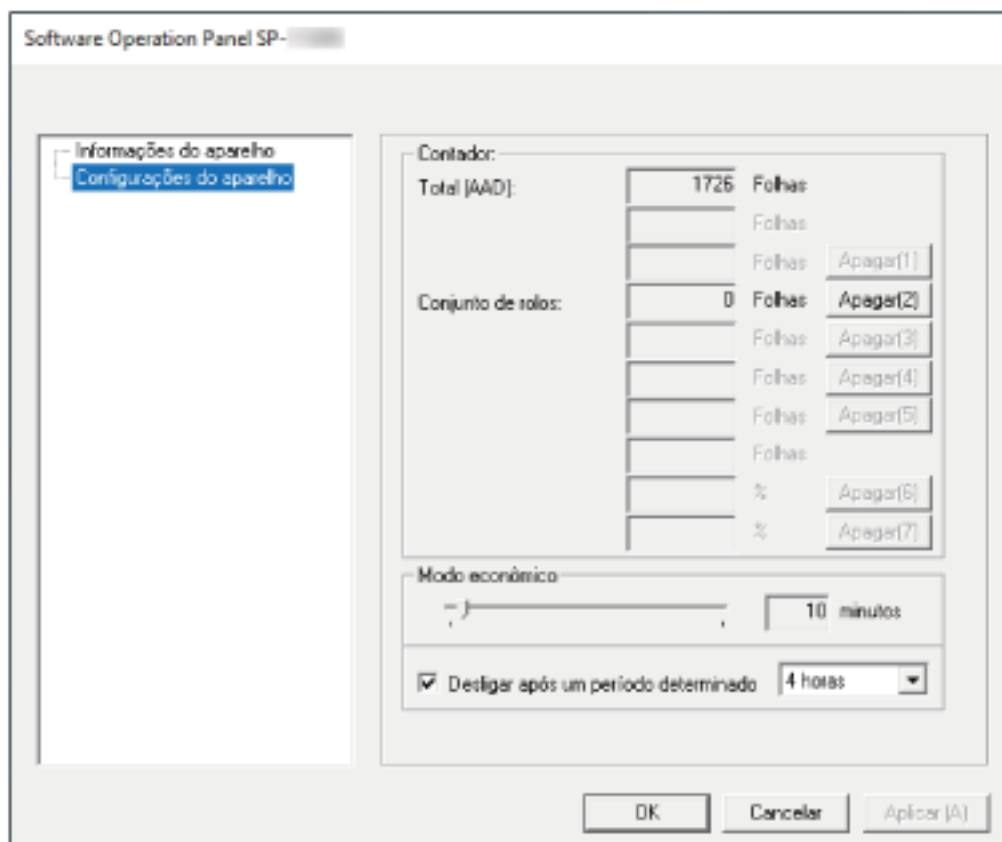 Software Operation Panel SP-
Informações do aparelho
Configurações do aparelho
Contador:
Total (AAD): 1726 Folhas
Folhas
Folhas Apagar(1)
Conjunto de rolos: 0 Folhas Apagar(2)
Folhas Apagar(3)
Folhas Apagar(4)
Folhas Apagar(5)
Folhas
% Apagar(6)
% Apagar(7)
Modo econômico
10 minutos
Desligar após um período determinado 4 horas
OK Cancelar Aplicar (A)